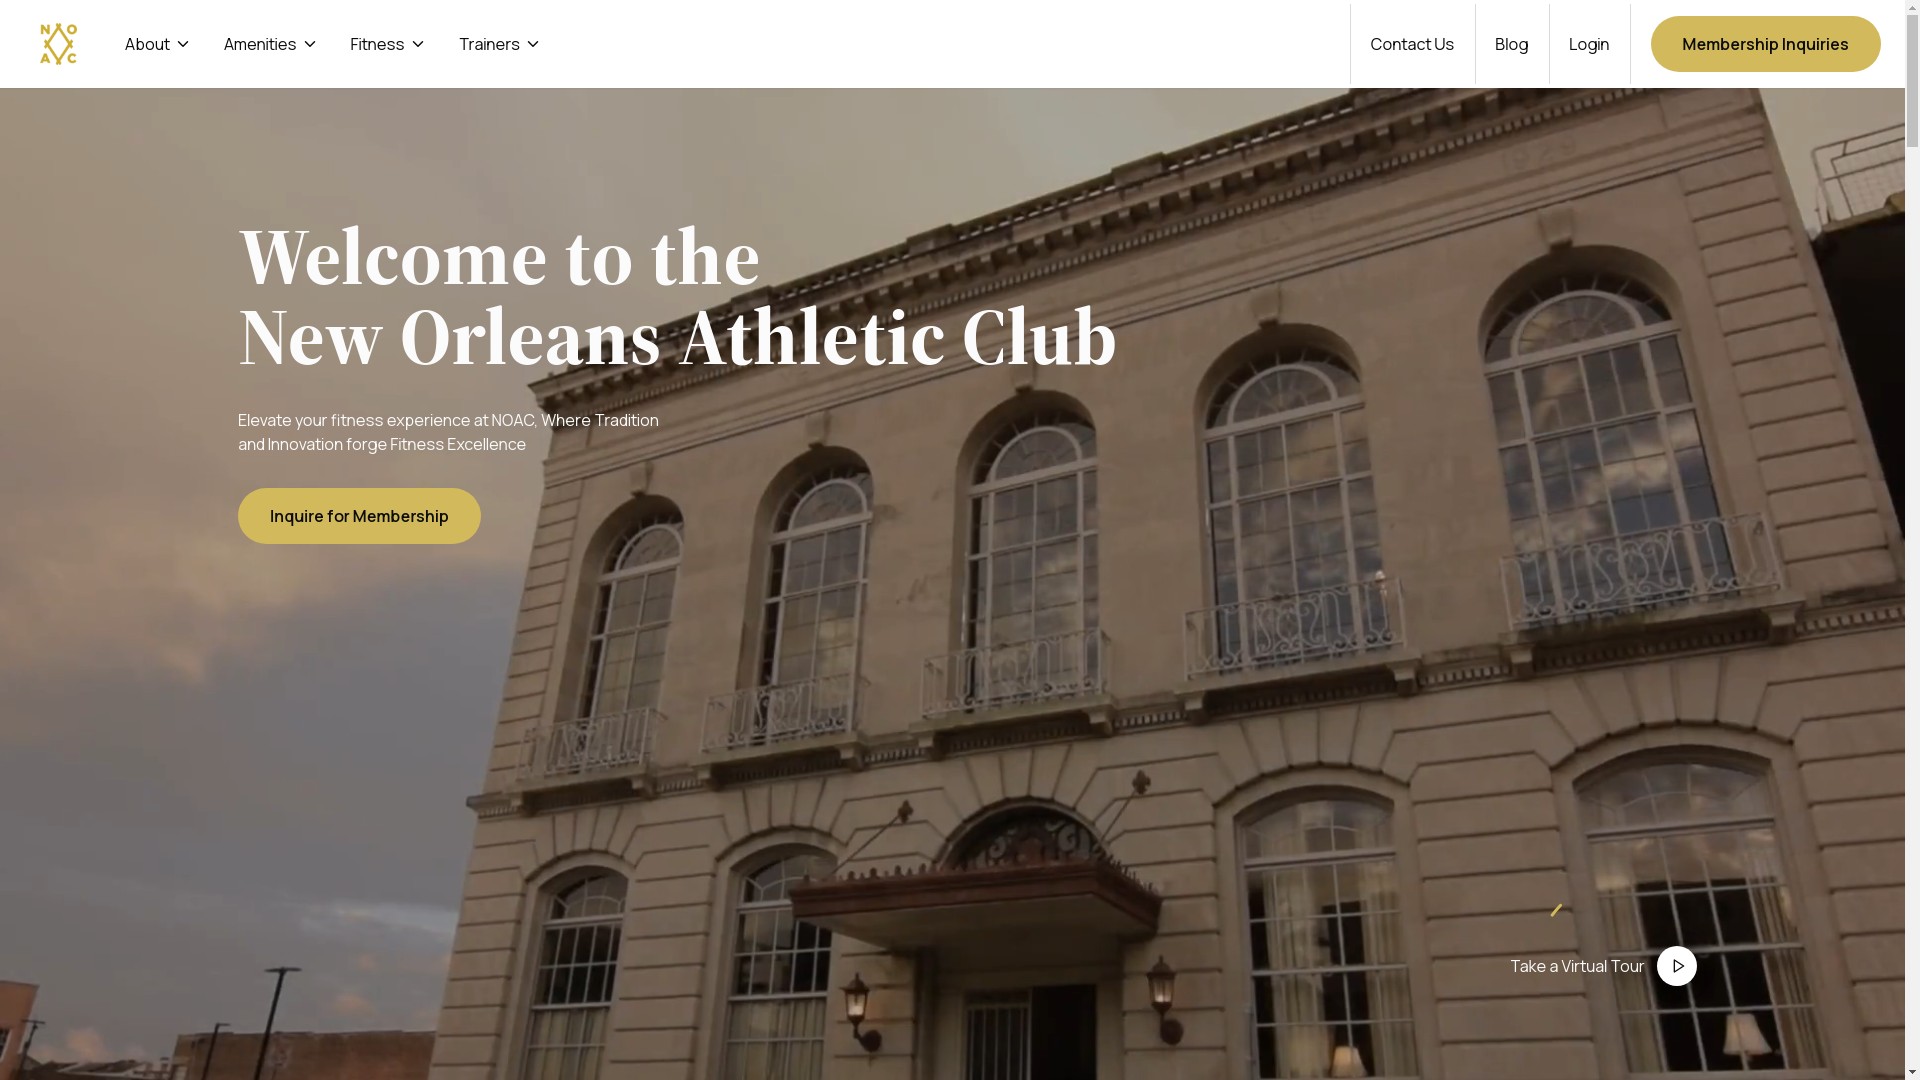 N O
A C
About
Amenities
Fitness
Trainers
Contact Us
Blog
Login
Membership Inquiries
1929
Welcome to the
New Orleans Athletic Club
Elevate your fitness experience at NOAC, Where Tradition
and Innovation forge Fitness Excellence
Inquire for Membership
Take a Virtual Tour